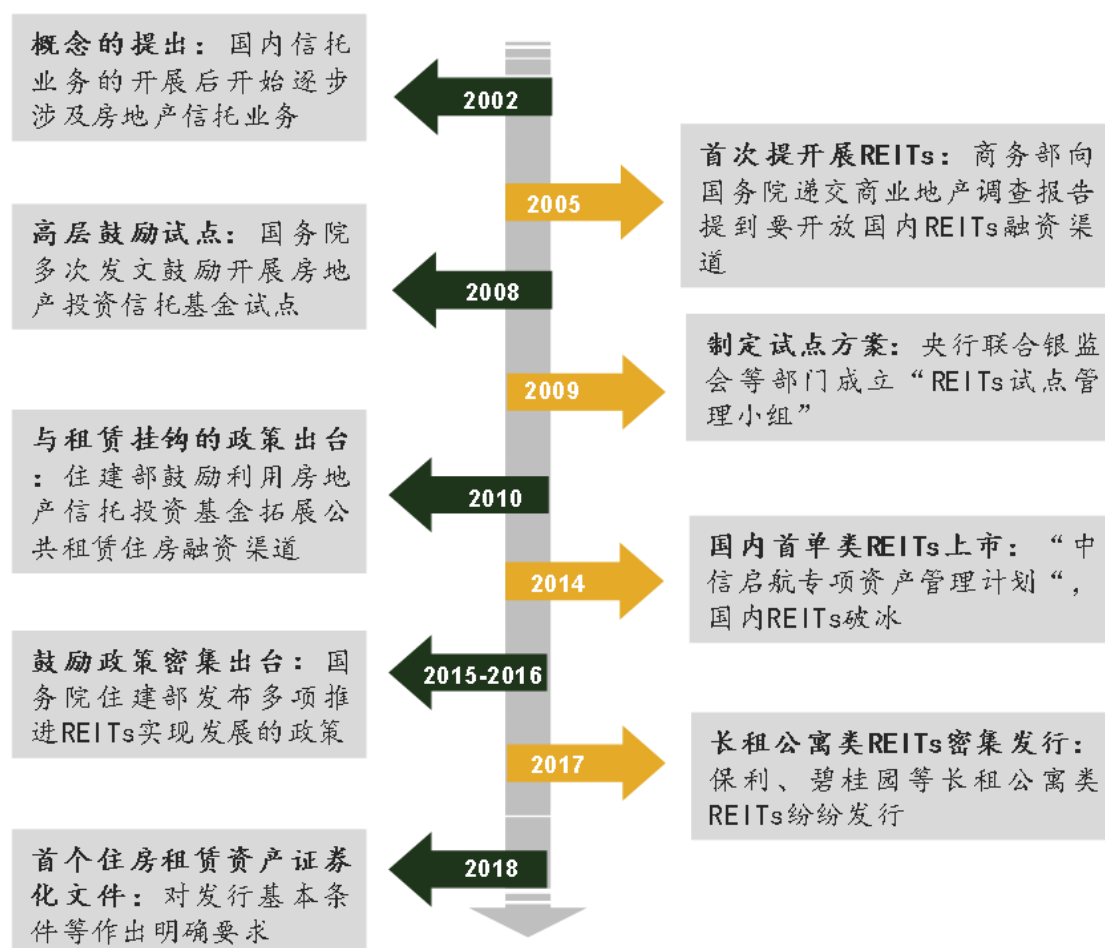 概念的提出：国内信托
业务的开展后开始逐步
涉及房地产信托业务
2002
首次提开展REITs：商务部向
国务院递交商业地产调查报告
提到要开放国内REITs融资渠
道
2005
高层鼓励试点：国务院
多次发文鼓励开展房地
产投资信托基金试点
2008
制定试点方案：央行联合银监
会等部门成立“REITs试点管
理小组”
2009
与租赁挂钩的政策出台
：住建部鼓励利用房地
产信托投资基金拓展公
共租赁住房融资渠道
2010
国内首单类REITs上市：“中
信启航专项资产管理计划“，
国内REITs破冰
2014
鼓励政策密集出台：国
务院住建部发布多项推
进REITs实现发展的政策
2015-2016
长租公寓类REITs密集发行：
保利、碧桂园等长租公寓类
REITs纷纷发行
2017
首个住房租赁资产证券
化文件：对发行基本条
件等作出明确要求
2018